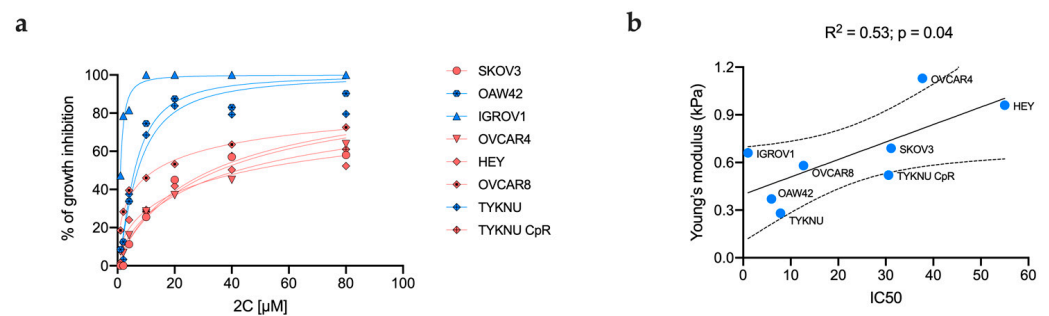 a
% of growth inhibition
100
80
60
40
20
0
0 20 40 60 80 100
2C [µM]
SKOV3
OAW42
IGROV1
OVCAR4
HEY
OVCAR8
TYKNU
TYKNU CpR
b
R² = 0.53; p = 0.04
Young's modulus (kPa)
1.2
0.9
0.6
0.3
0.0
OVCAR4
HEY
SKOV3
IGROV1
OVCAR8
TYKNU CpR
OAW42
TYKNU
0 10 20 30 40 50 60
IC50